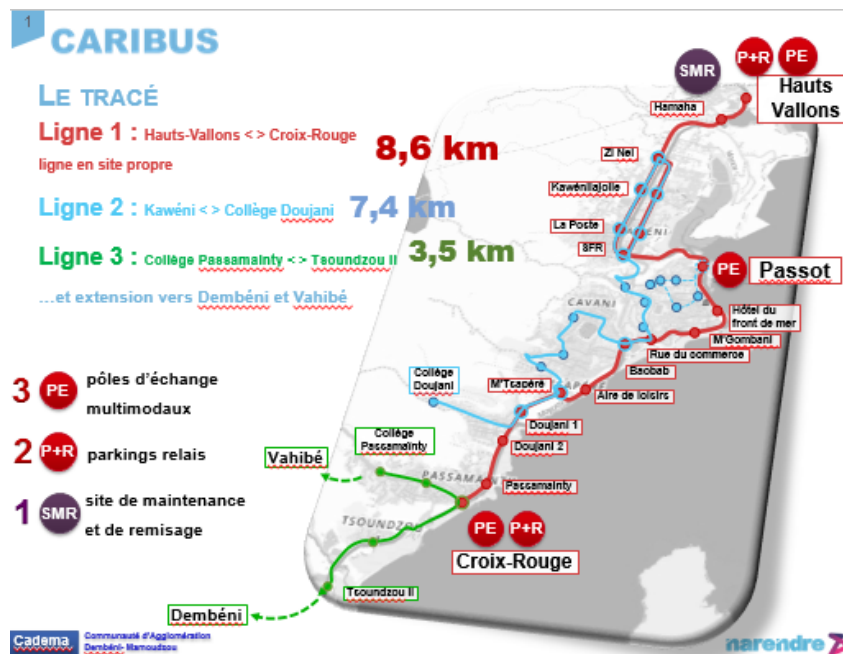 1
CARIBUS
LE TRACÉ
Ligne 1 : Hauts-Vallons < > Croix-Rouge
ligne en site propre
8,6 km
Ligne 2 : Kawéni < > Collège Doujani
7,4 km
Ligne 3 : Collège Passamainty < > Tsoundzou II
3,5 km
...et extension vers Dembéni et Vahibé
3 PE pôles d'échange
multimodaux
2 P+R parkings relais
1 SMR site de maintenance
et de remisage
SMR
P+R
PE
Hauts
Vallons
Hamaha
Zi Nel
Kawénilajolie
La Poste
SFR
PE
Passot
CAVANI
Hôtel du
front de mer
M'Gombani
Rue du commerce
Baobab
Aire de loisirs
M'Tsapéré
Collège
Doujani
Doujani 1
Doujani 2
Collège
Passamaïnty
Vahibé
Passamainty
TSOUNDZOU
PE
P+R
Croix-Rouge
Tsoundzou II
Dembéni
Cadema
Communauté d'Agglomération
Dembéni- Mamoudzou
narendre